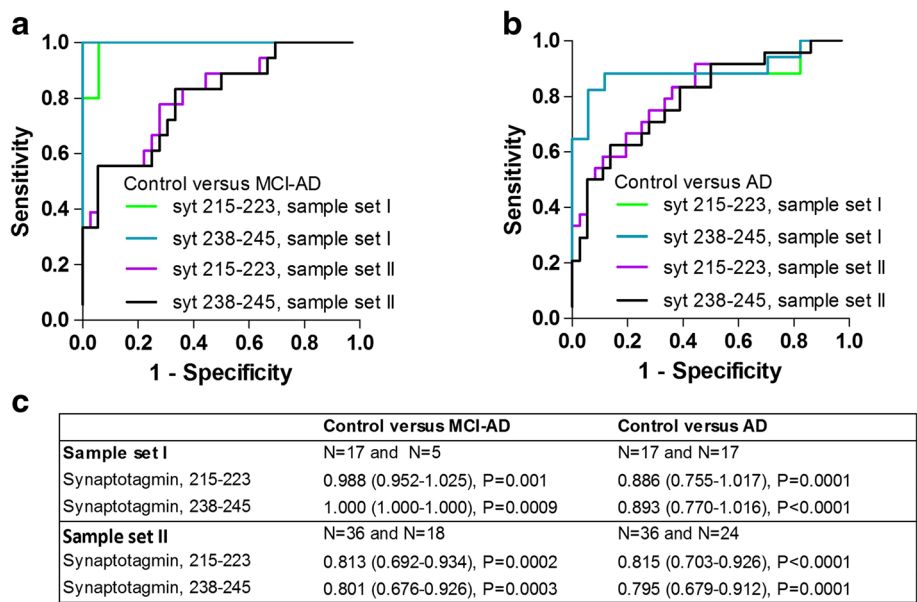 a
1.0
0.8
0.6
0.4
0.2
0.0
Sensitivity
Control versus MCI-AD
syt 215-223, sample set I
syt 238-245, sample set I
syt 215-223, sample set II
syt 238-245, sample set II
0.0 0.2 0.4 0.6 0.8 1.0
1 - Specificity
b
1.0
0.8
0.6
0.4
0.2
0.0
Sensitivity
Control versus AD
syt 215-223, sample set I
syt 238-245, sample set I
syt 215-223, sample set II
syt 238-245, sample set II
0.0 0.2 0.4 0.6 0.8 1.0
1 - Specificity
c
Control versus MCI-AD Control versus AD
Sample set I N=17 and N=5 N=17 and N=17
Synaptotagmin, 215-223 0.988 (0.952-1.025), P=0.001 0.886 (0.755-1.017), P=0.0001
Synaptotagmin, 238-245 1.000 (1.000-1.000), P=0.0009 0.893 (0.770-1.016), P<0.0001
Sample set II N=36 and N=18 N=36 and N=24
Synaptotagmin, 215-223 0.813 (0.692-0.934), P=0.0002 0.815 (0.703-0.926), P<0.0001
Synaptotagmin, 238-245 0.801 (0.676-0.926), P=0.0003 0.795 (0.679-0.912), P=0.0001